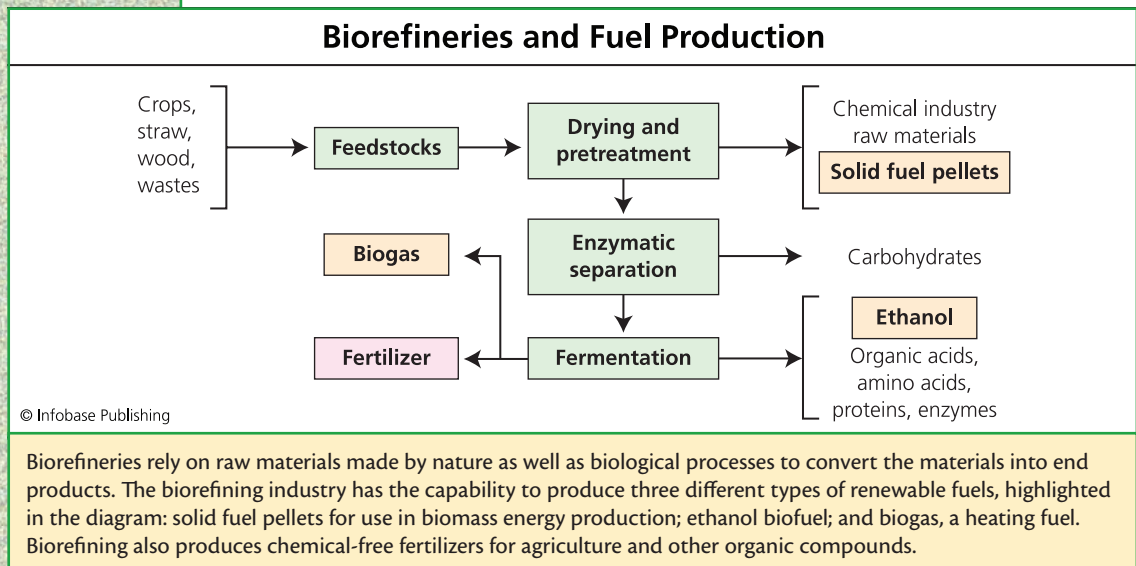 Biorefineries and Fuel Production
Crops,
straw,
wood,
wastes
Feedstocks
Drying and
pretreatment
Chemical industry
raw materials
Solid fuel pellets
Biogas
Enzymatic
separation
Carbohydrates
Fertilizer
Fermentation
Ethanol
Organic acids,
amino acids,
proteins, enzymes
© Infobase Publishing
Biorefineries rely on raw materials made by nature as well as biological processes to convert the materials into end
products. The biorefining industry has the capability to produce three different types of renewable fuels, highlighted
in the diagram: solid fuel pellets for use in biomass energy production; ethanol biofuel; and biogas, a heating fuel.
Biorefining also produces chemical-free fertilizers for agriculture and other organic compounds.